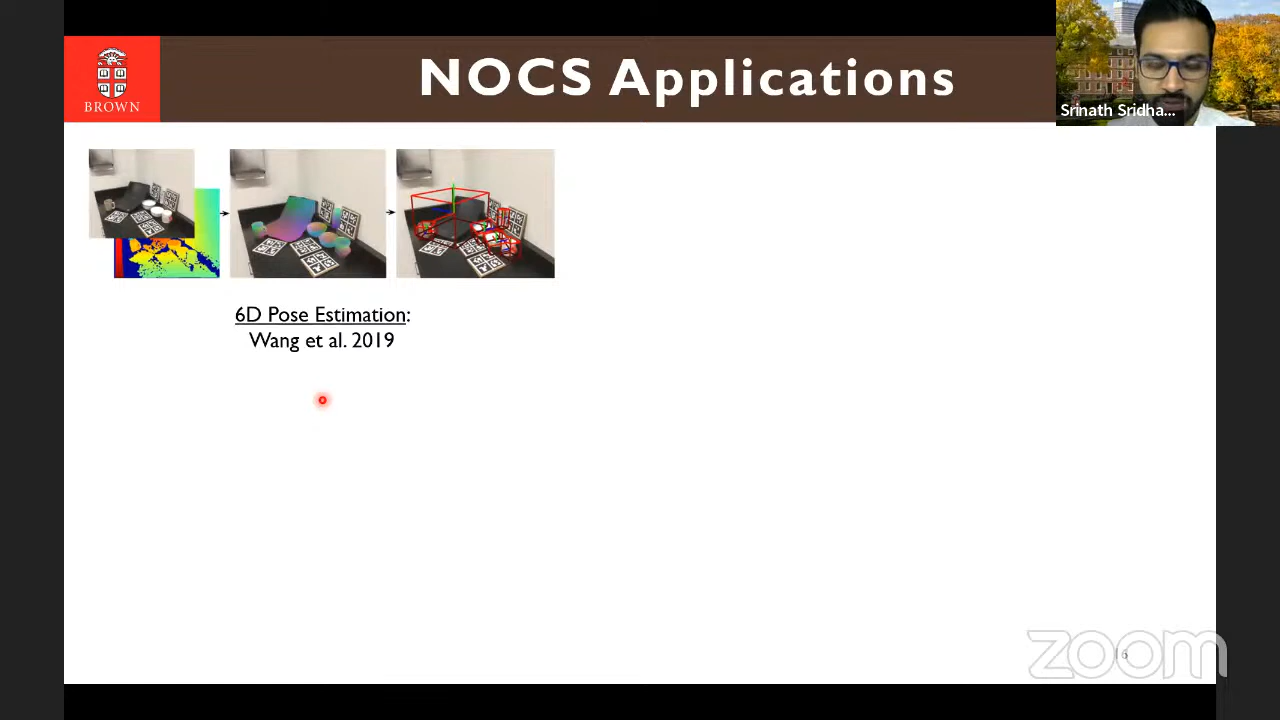 BROWN
NOCS Applications
Srinath Sridha...
6D Pose Estimation:
Wang et al. 2019
zoom